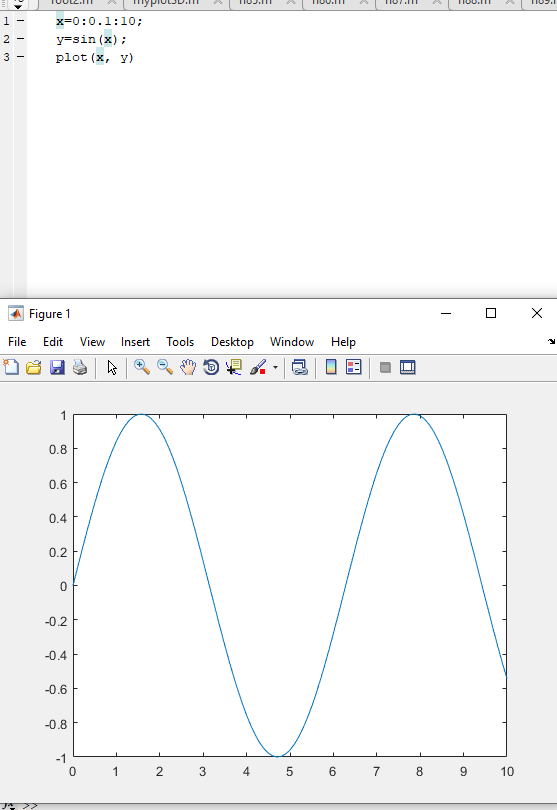 1 - x=0:0.1:10;
2 - y=sin(x);
3 - plot(x, y)
Figure 1
File Edit View Insert Tools Desktop Window Help
1
0.8
0.6
0.4
0.2
0
-0.2
-0.4
-0.6
-0.8
-1
0 1 2 3 4 5 6 7 8 9 10
>>